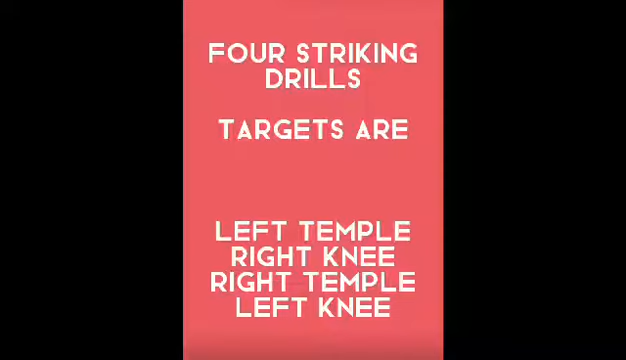 FOUR STRIKING
DRILLS
TARGETS ARE
LEFT TEMPLE
RIGHT KNEE
RIGHT TEMPLE
LEFT KNEE